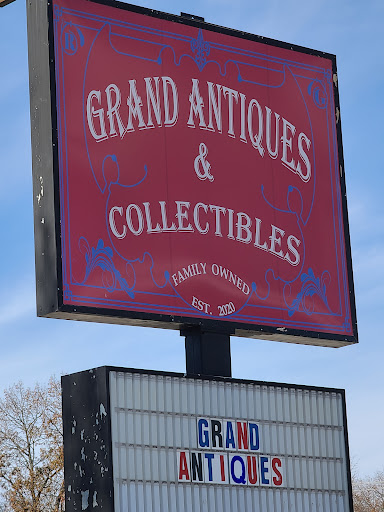 GRAND ANTIQUES
&
COLLECTIBLES
FAMILY OWNED
EST. 2020
GRAND
ANTIQUES